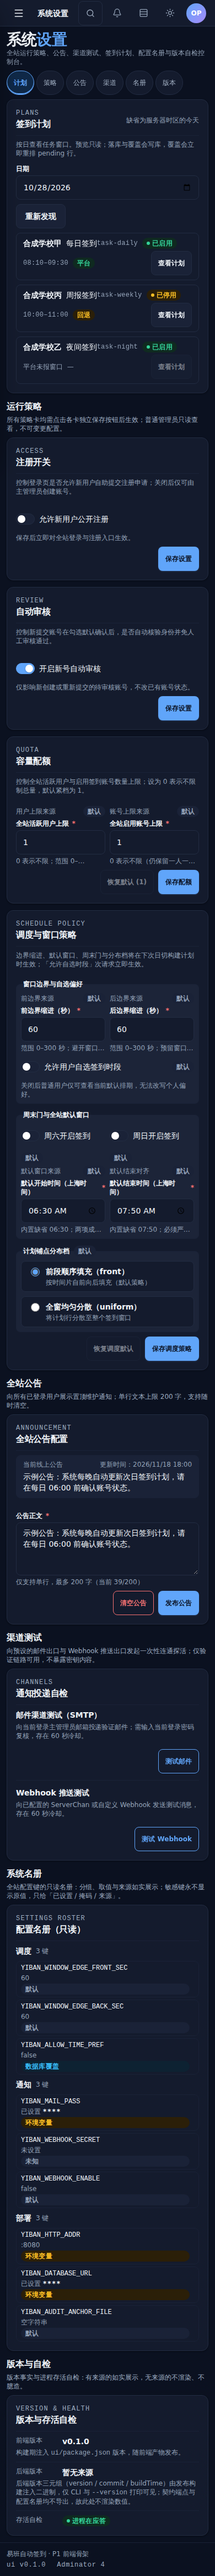 系统设置
OP
系统设置
全站运行策略、公告、渠道测试、签到计划、配置名册与版本自检控制台。
计划
策略
公告
渠道
名册
版本
PLANS
签到计划
缺省为服务器时区的今天
按日查看任务窗口。预览只读；落库与覆盖会写库，覆盖会立即重排 pending 行。
日期
10/28/2026
重新发现
合成学校甲 每日签到task-daily 已启用
08:10–09:30 平台
查看计划
合成学校丙 周报签到task-weekly 已停用
10:00–11:00 回退
查看计划
合成学校乙 夜间签到task-night 已启用
平台未报窗口 —
查看计划
运行策略
所有策略卡均需点击各卡独立保存按钮后生效；普通管理员只读查看，不可变更配置。
ACCESS
注册开关
控制登录页是否允许新用户自助提交注册申请；关闭后仅可由主管理员创建账号。
允许新用户公开注册
保存后立即对全站登录与注册入口生效。
保存设置
REVIEW
自动审核
控制新提交账号在勾选默认确认后，是否自动核验身份并免人工审核通过。
开启新号自动审核
仅影响新创建或重新提交的待审核账号，不改已有账号状态。
保存设置
QUOTA
容量配额
控制全站活跃用户与启用签到账号数量上限；设为 0 表示不限制总量，默认紧档为 1。
用户上限来源 默认
账号上限来源 默认
全站活跃用户上限 *
全站启用账号上限 *
1
1
0 表示不限；范围 0–…
0 表示不限（仍保留一人一…
恢复默认 (1)
保存配额
SCHEDULE POLICY
调度与窗口策略
边界缩进、默认窗口、周末门与分布档将在下次日切构建计划时生效；「允许自选时段」次请求立即生效。
窗口边界与自选偏好
前边界来源 默认
后边界来源 默认
前边界缩进（秒） *
后边界缩进（秒） *
60
60
范围 0–300 秒；避开窗口…
范围 0–300 秒；预留窗口…
允许用户自选签到时段 默认
关闭后普通用户仅可查看当前默认排期，无法改写个人偏好。
周末门与全站默认窗口
周六开启签到
周日开启签到
默认
默认
默认窗口来源 默认
默认结束对齐 默认
默认开始时间（上海时间） *
默认结束时间（上海时间） *
06:30 AM
07:50 AM
内置缺省 06:30；两项成…
内置缺省 07:50；必须严…
计划锚点分布档 默认
前段顺序填充（front）
按时间片自前向后填充（默认策略）
全窗均匀分散（uniform）
将计划打散至整个签到窗口
恢复调度默认
保存调度策略
全站公告
向所有已登录用户展示置顶维护通知；单行文本上限 200 字，支持随时清空。
ANNOUNCEMENT
全站公告配置
当前线上公告
更新时间：2026/11/18 18:00
示例公告：系统每晚自动更新次日签到计划，请在每日 06:00 前确认账号状态。
公告正文 *
示例公告：系统每晚自动更新次日签到计划，请在每日 06:00 前确认账号状态。
仅支持单行，最多 200 字（当前 39/200）
清空公告
发布公告
渠道测试
向预设的邮件出口与 Webhook 推送出口发起一次性连通探活；仅验证链路可用，不暴露密钥内容。
CHANNELS
通知投递自检
邮件渠道测试（SMTP）
向当前登录主管理员邮箱投递验证邮件；需输入当前登录密码复核，存在 60 秒冷却。
测试邮件
Webhook 推送测试
向已配置的 ServerChan 或自定义 Webhook 发送测试消息，存在 60 秒冷却。
测试 Webhook
系统名册
全站配置键的只读名册：分组、取值与来源如实展示；敏感键永不显示原值，只给「已设置 / 掩码 / 来源」。
SETTINGS ROSTER
配置名册（只读）
调度 3 键
YIBAN_WINDOW_EDGE_FRONT_SEC
60
默认
YIBAN_WINDOW_EDGE_BACK_SEC
60
默认
YIBAN_ALLOW_TIME_PREF
false
数据库覆盖
通知 3 键
YIBAN_MAIL_PASS
已设置 ****
环境变量
YIBAN_WEBHOOK_SECRET
未设置
未知
YIBAN_WEBHOOK_ENABLE
false
默认
部署 3 键
YIBAN_HTTP_ADDR
:8080
环境变量
YIBAN_DATABASE_URL
已设置 ****
环境变量
YIBAN_AUDIT_ANCHOR_FILE
空字符串
默认
版本与自检
版本事实与进程存活自检：有来源的如实展示，无来源的不渲染、不臆造。
VERSION & HEALTH
版本与存活自检
前端版本 v0.1.0
构建期注入 ui/package.json 版本，随前端产物发布。
后端版本 暂无来源
后端版本三元组（version / commit / buildTime）由发布构建注入二进制，仅 CLI 与 --version 打印可见；契约端点与配置名册均不导出，故此处不渲染数值。
存活自检 进程在应答
易班自动签到 · P1 前端骨架
ui v0.1.0 Adminator 4